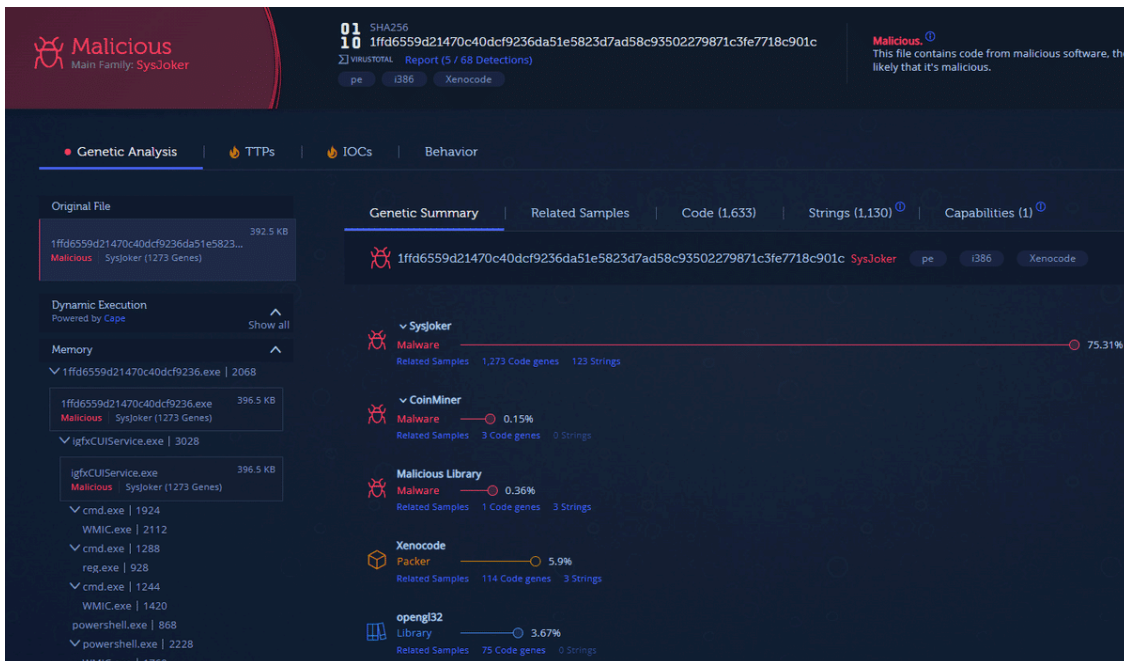 Malicious
Main Family: SysJoker
01
10
SHA256
1ffd6559d21470c40dcf9236da51e5823d7ad58c93502279871c3fe7718c901c
VIRUSTOTAL Report (5 / 68 Detections)
pe i386 Xenocode
Malicious.
This file contains code from malicious software, the
likely that it's malicious.
Genetic Analysis
TTPs
IOCs
Behavior
Original File
392.5 KB
1ffd6559d21470c40dcf9236da51e5823...
Malicious SysJoker (1273 Genes)
Dynamic Execution
Powered by Cape
Show all
Memory
1ffd6559d21470c40dcf9236.exe | 2068
1ffd6559d21470c40dcf9236.exe 396.5 KB
Malicious SysJoker (1273 Genes)
igfxCUIService.exe | 3028
igfxCUIService.exe 396.5 KB
Malicious SysJoker (1273 Genes)
cmd.exe | 1924
WMIC.exe | 2112
cmd.exe | 1288
reg.exe | 928
cmd.exe | 1244
WMIC.exe | 1420
powershell.exe | 868
powershell.exe | 2228
Genetic Summary
Related Samples
Code (1,633)
Strings (1,130)
Capabilities (1)
1ffd6559d21470c40dcf9236da51e5823d7ad58c93502279871c3fe7718c901c SysJoker pe i386 Xenocode
SysJoker
Malware 75.31%
Related Samples 1,273 Code genes 123 Strings
CoinMiner
Malware 0.15%
Related Samples 3 Code genes 0 Strings
Malicious Library
Malware 0.36%
Related Samples 1 Code genes 3 Strings
Xenocode
Packer 5.9%
Related Samples 114 Code genes 3 Strings
opengl32
Library 3.67%
Related Samples 75 Code genes 0 Strings